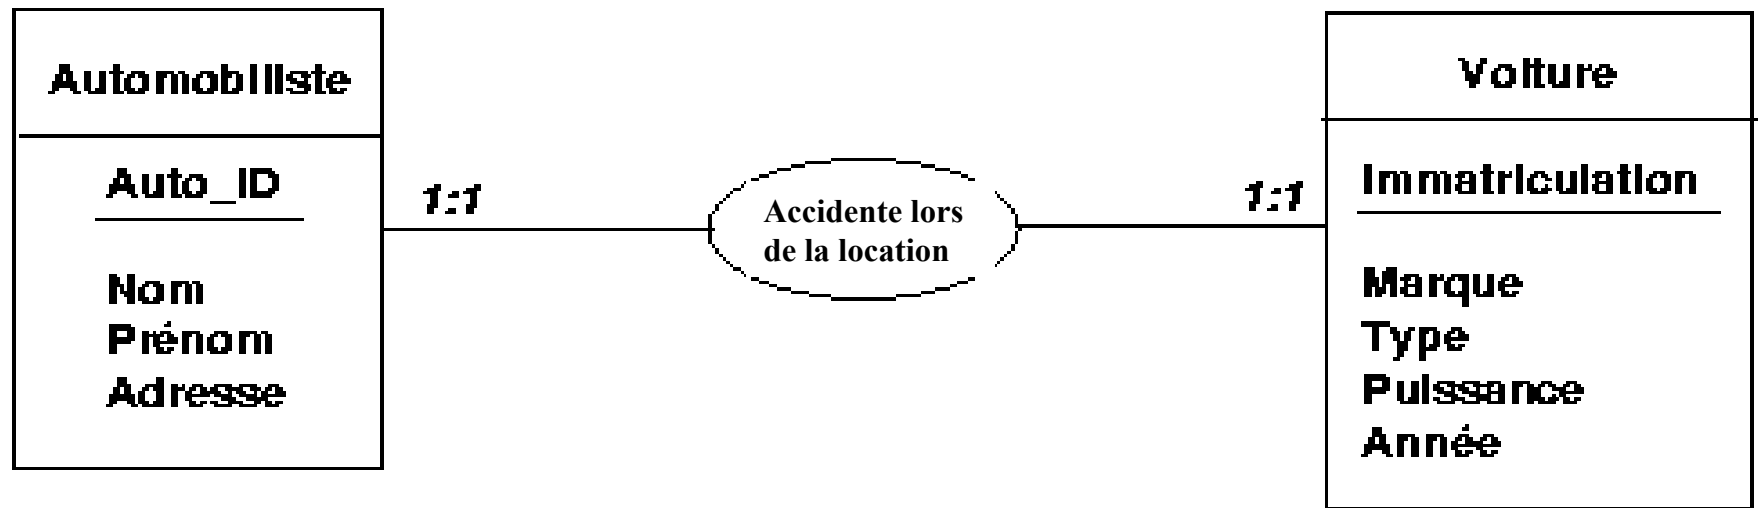 Automobiliste
Auto_ID
Nom
Prénom
Adresse
1:1
Accidente lors
de la location
1:1
Voiture
Immatriculation
Marque
Type
Puissance
Année